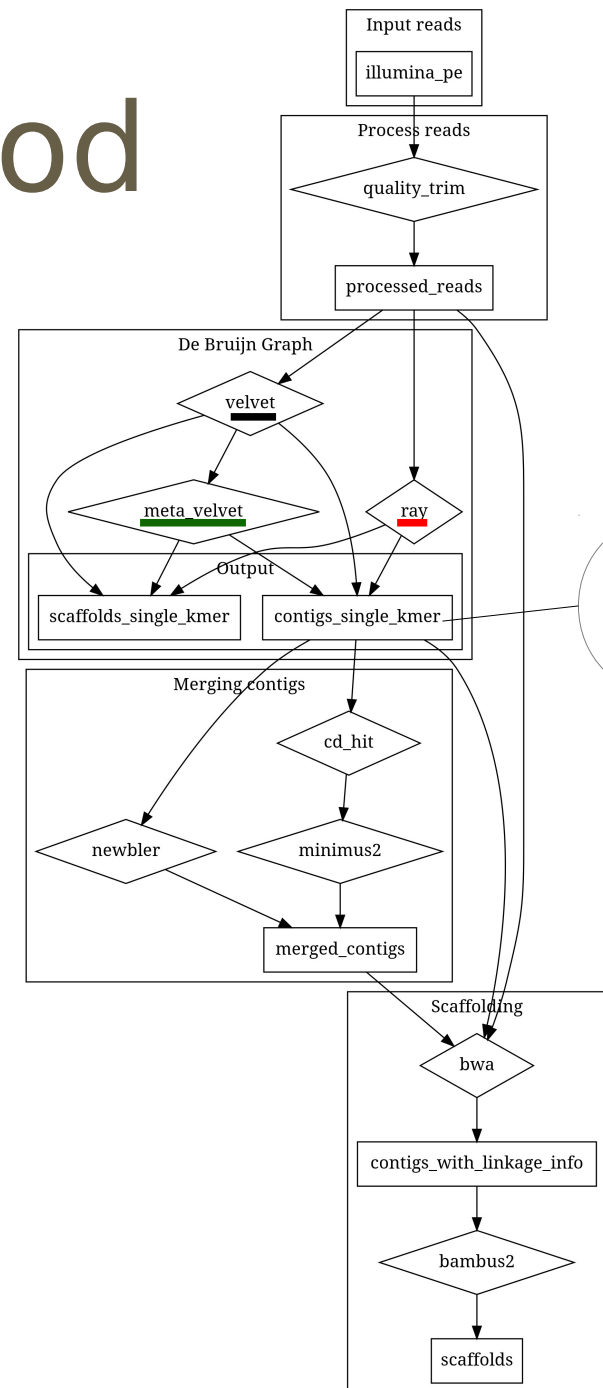 Input reads
illumina_pe
od
Process reads
quality_trim
processed_reads
De Bruijn Graph
velvet
meta_velvet
ray
Output
scaffolds_single_kmer
contigs_single_kmer
Merging contigs
cd_hit
newbler
minimus2
merged_contigs
Scaffolding
bwa
contigs_with_linkage_info
bambus2
scaffolds